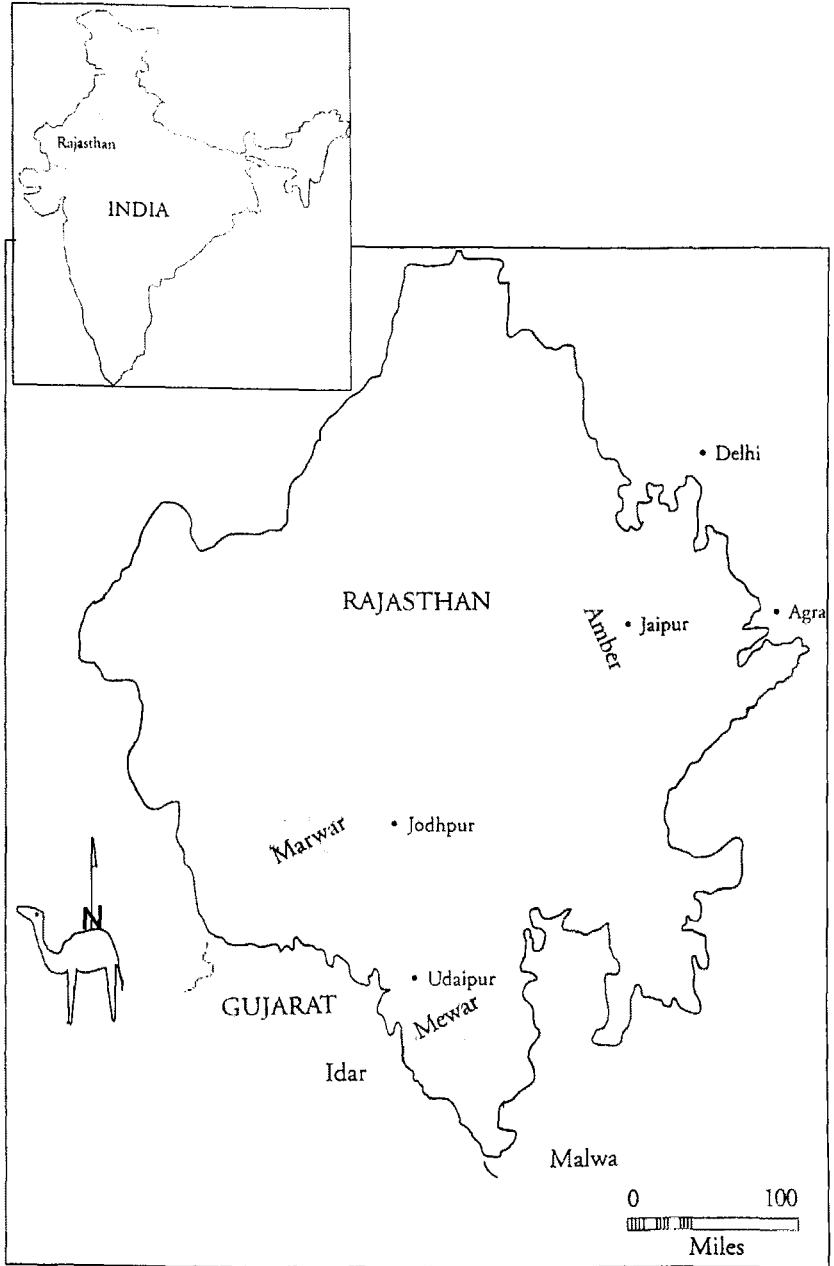 Rajasthan
INDIA
Delhi
RAJASTHAN
Amber
Jaipur
Agra
Marwar
Jodhpur
N
Udaipur
GUJARAT
Mewar
Idar
Malwa
0 100
Miles